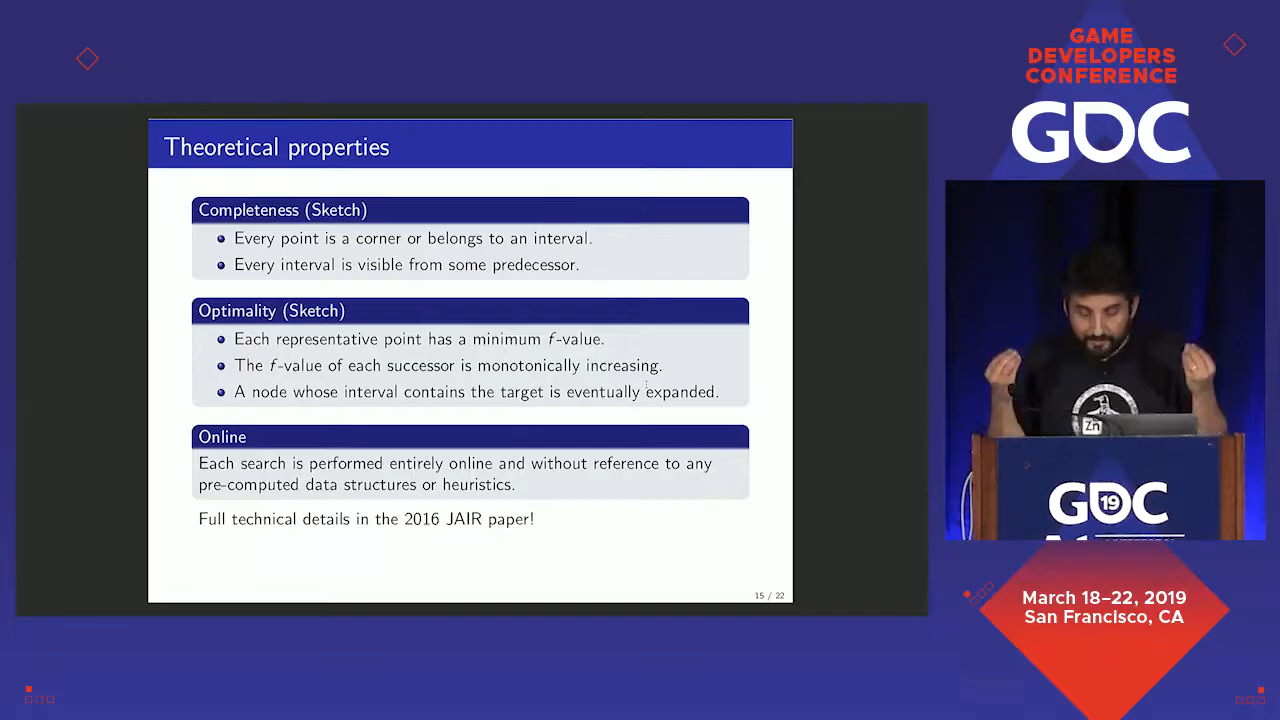 GAME
DEVELOPERS
CONFERENCE
GDC
Theoretical properties
Completeness (Sketch)
Every point is a corner or belongs to an interval.
Every interval is visible from some predecessor.
Optimality (Sketch)
Each representative point has a minimum f-value.
The f-value of each successor is monotonically increasing.
A node whose interval contains the target is eventually expanded.
Online
Each search is performed entirely online and without reference to any
pre-computed data structures or heuristics.
Full technical details in the 2016 JAIR paper!
15 / 22
Zn
GDC
19
March 18–22, 2019
San Francisco, CA